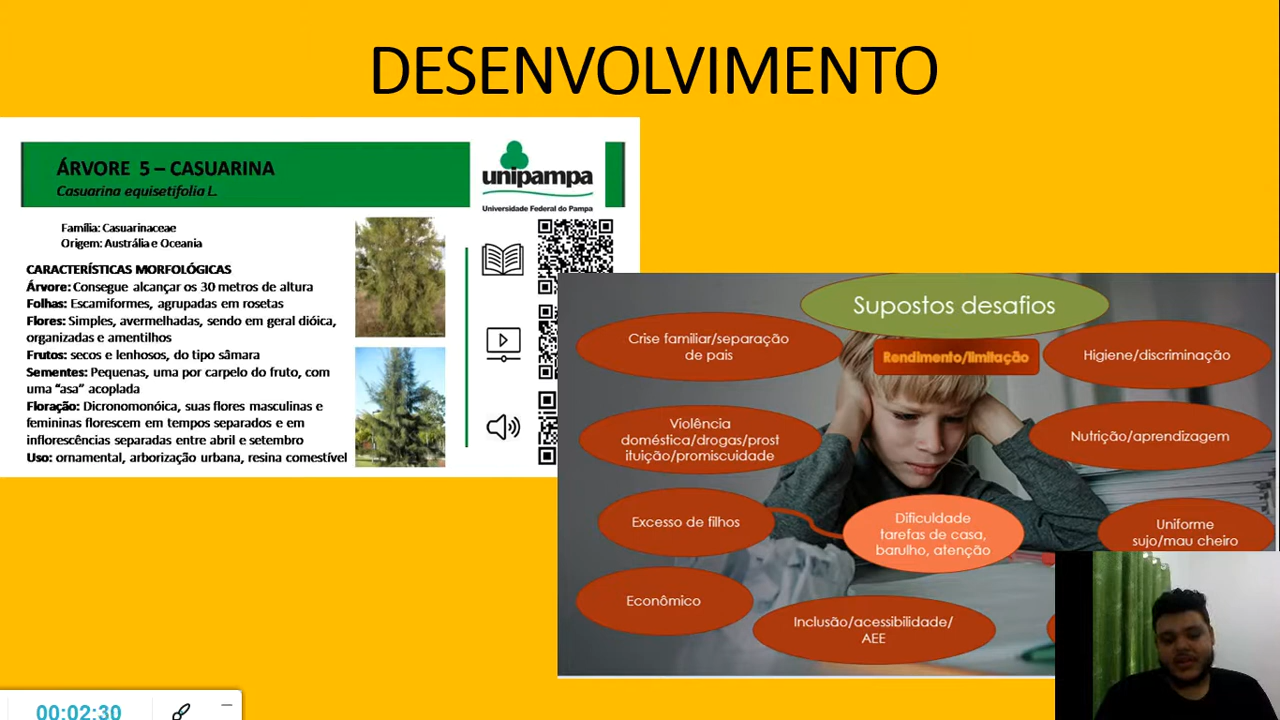 DESENVOLVIMENTO
ÁRVORE 5 – CASUARINA
Casuarina equisetifolia L.
unipampa
Universidade Federal do Pampa
Família: Casuarinaceae
Origem: Austrália e Oceania
CARACTERÍSTICAS MORFOLÓGICAS
Árvore: Consegue alcançar os 30 metros de altura
Folhas: Escamiformes, agrupadas em rosetas
Flores: Simples, avermelhadas, sendo em geral dióica,
organizadas e amentilhos
Frutos: secos e lenhosos, do tipo sâmara
Sementes: Pequenas, uma por carpelo do fruto, com
uma “asa” acoplada
Floração: Dicronomonóica, suas flores masculinas e
femininas florescem em tempos separados e em
inflorescências separadas entre abril e setembro
Uso: ornamental, arborização urbana, resina comestível
Supostos desafios
Crise familiar/separação
de pais
Rendimento/limitação
Higiene/discriminação
Violência
doméstica/drogas/prost
ituição/promiscuidade
Nutrição/aprendizagem
Excesso de filhos
Dificuldade
tarefas de casa,
barulho, atenção
Uniforme
sujo/mau cheiro
Econômico
Inclusão/acessibilidade/
AEE
00:02:30